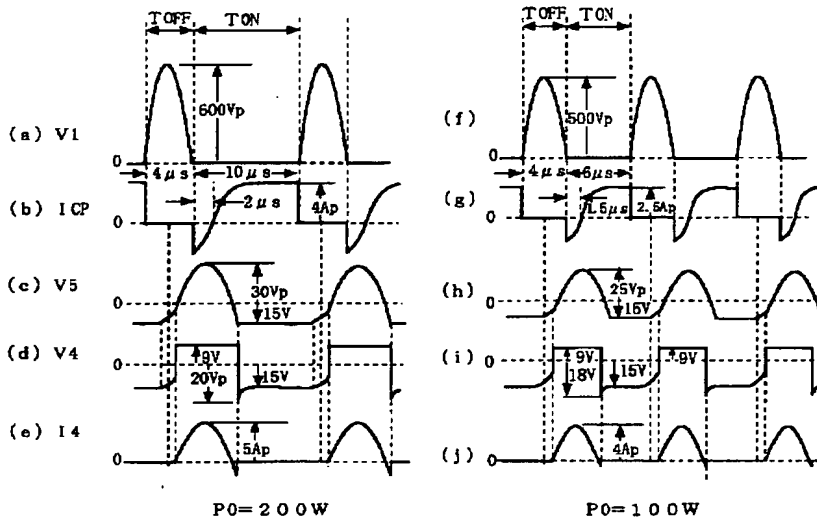 TOFF TON
(a) V1
600Vp
0
4μs 10μs
(b) ICP
2μs
4Ap
0
(c) V5
30Vp
15V
0
(d) V4
9V
20Vp
15V
0
(e) I4
5Ap
0
P0=200W
TOFF TON
(f)
500Vp
0
4μs 6μs
(g)
1.5μs
2.5Ap
0
(h)
25Vp
15V
0
(i)
9V
18V
15V
9V
0
(j)
4Ap
0
P0=100W